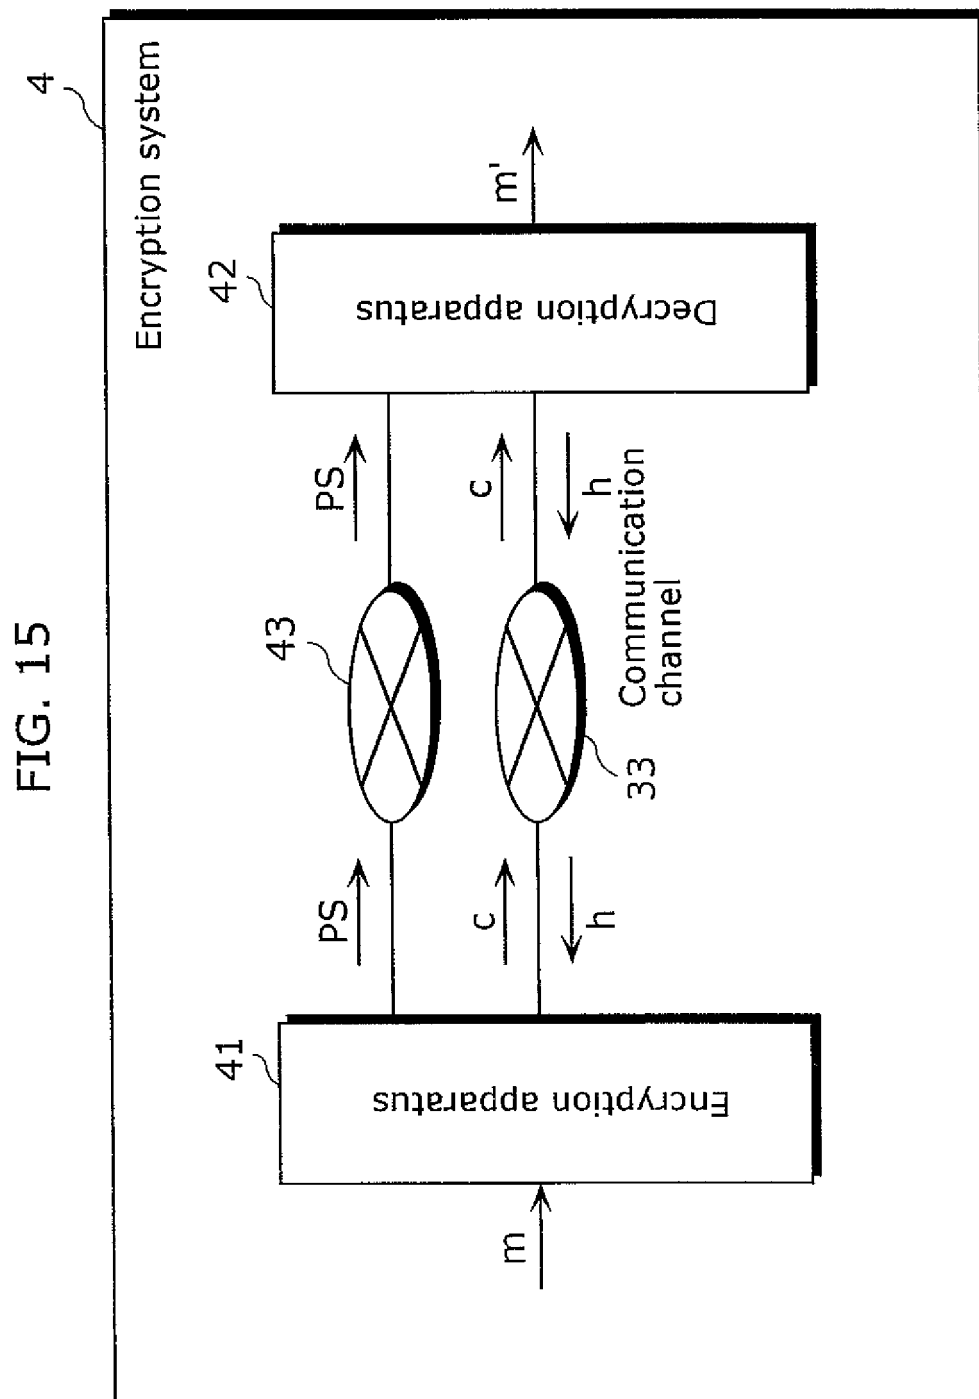 FIG. 15
4
Encryption system
41
43
42
Encryption apparatus
Decryption apparatus
PS
PS
m
c
c
m'
h
h
33
Communication
channel